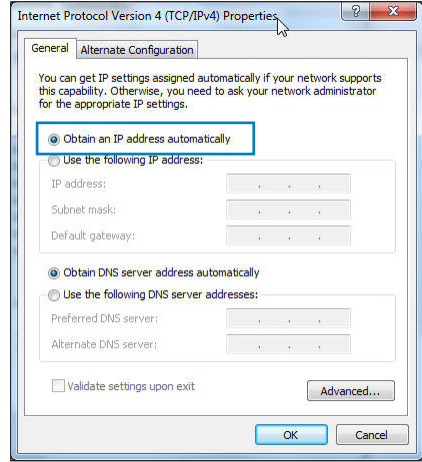 Internet Protocol Version 4 (TCP/IPv4) Properties
General
Alternate Configuration
You can get IP settings assigned automatically if your network supports
this capability. Otherwise, you need to ask your network administrator
for the appropriate IP settings.
Obtain an IP address automatically
Use the following IP address:
IP address:
Subnet mask:
Default gateway:
Obtain DNS server address automatically
Use the following DNS server addresses:
Preferred DNS server:
Alternate DNS server:
Validate settings upon exit
Advanced...
OK
Cancel